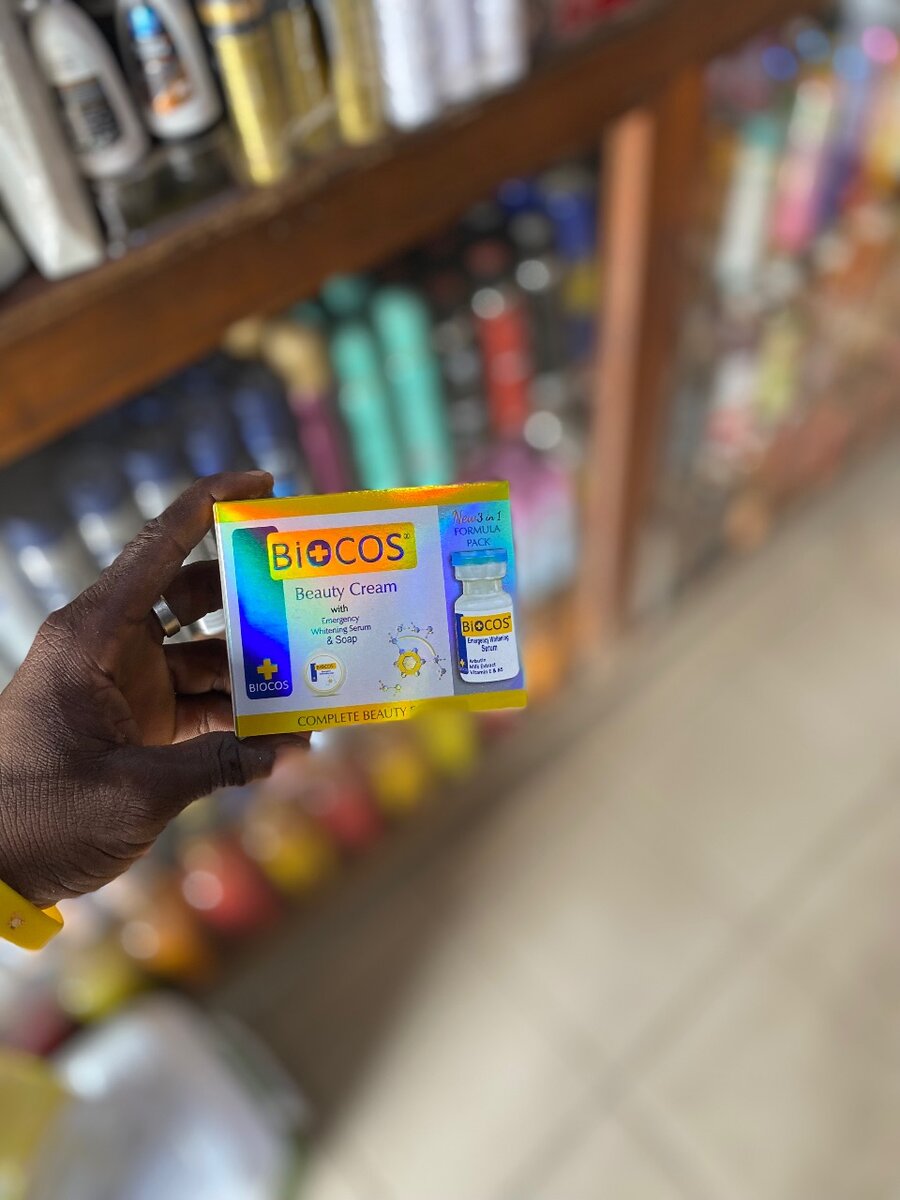 BiOCOS®
Beauty Cream
with
Emergency
Whitening Serum
& Soap
BIOCOS
BIOCOS
COMPLETE BEAUTY
New 3 in 1
FORMULA
PACK
BiOCOS®
Emergency Whitening
Serum
Arbutin
Milk Extract
Vitamin E & B3